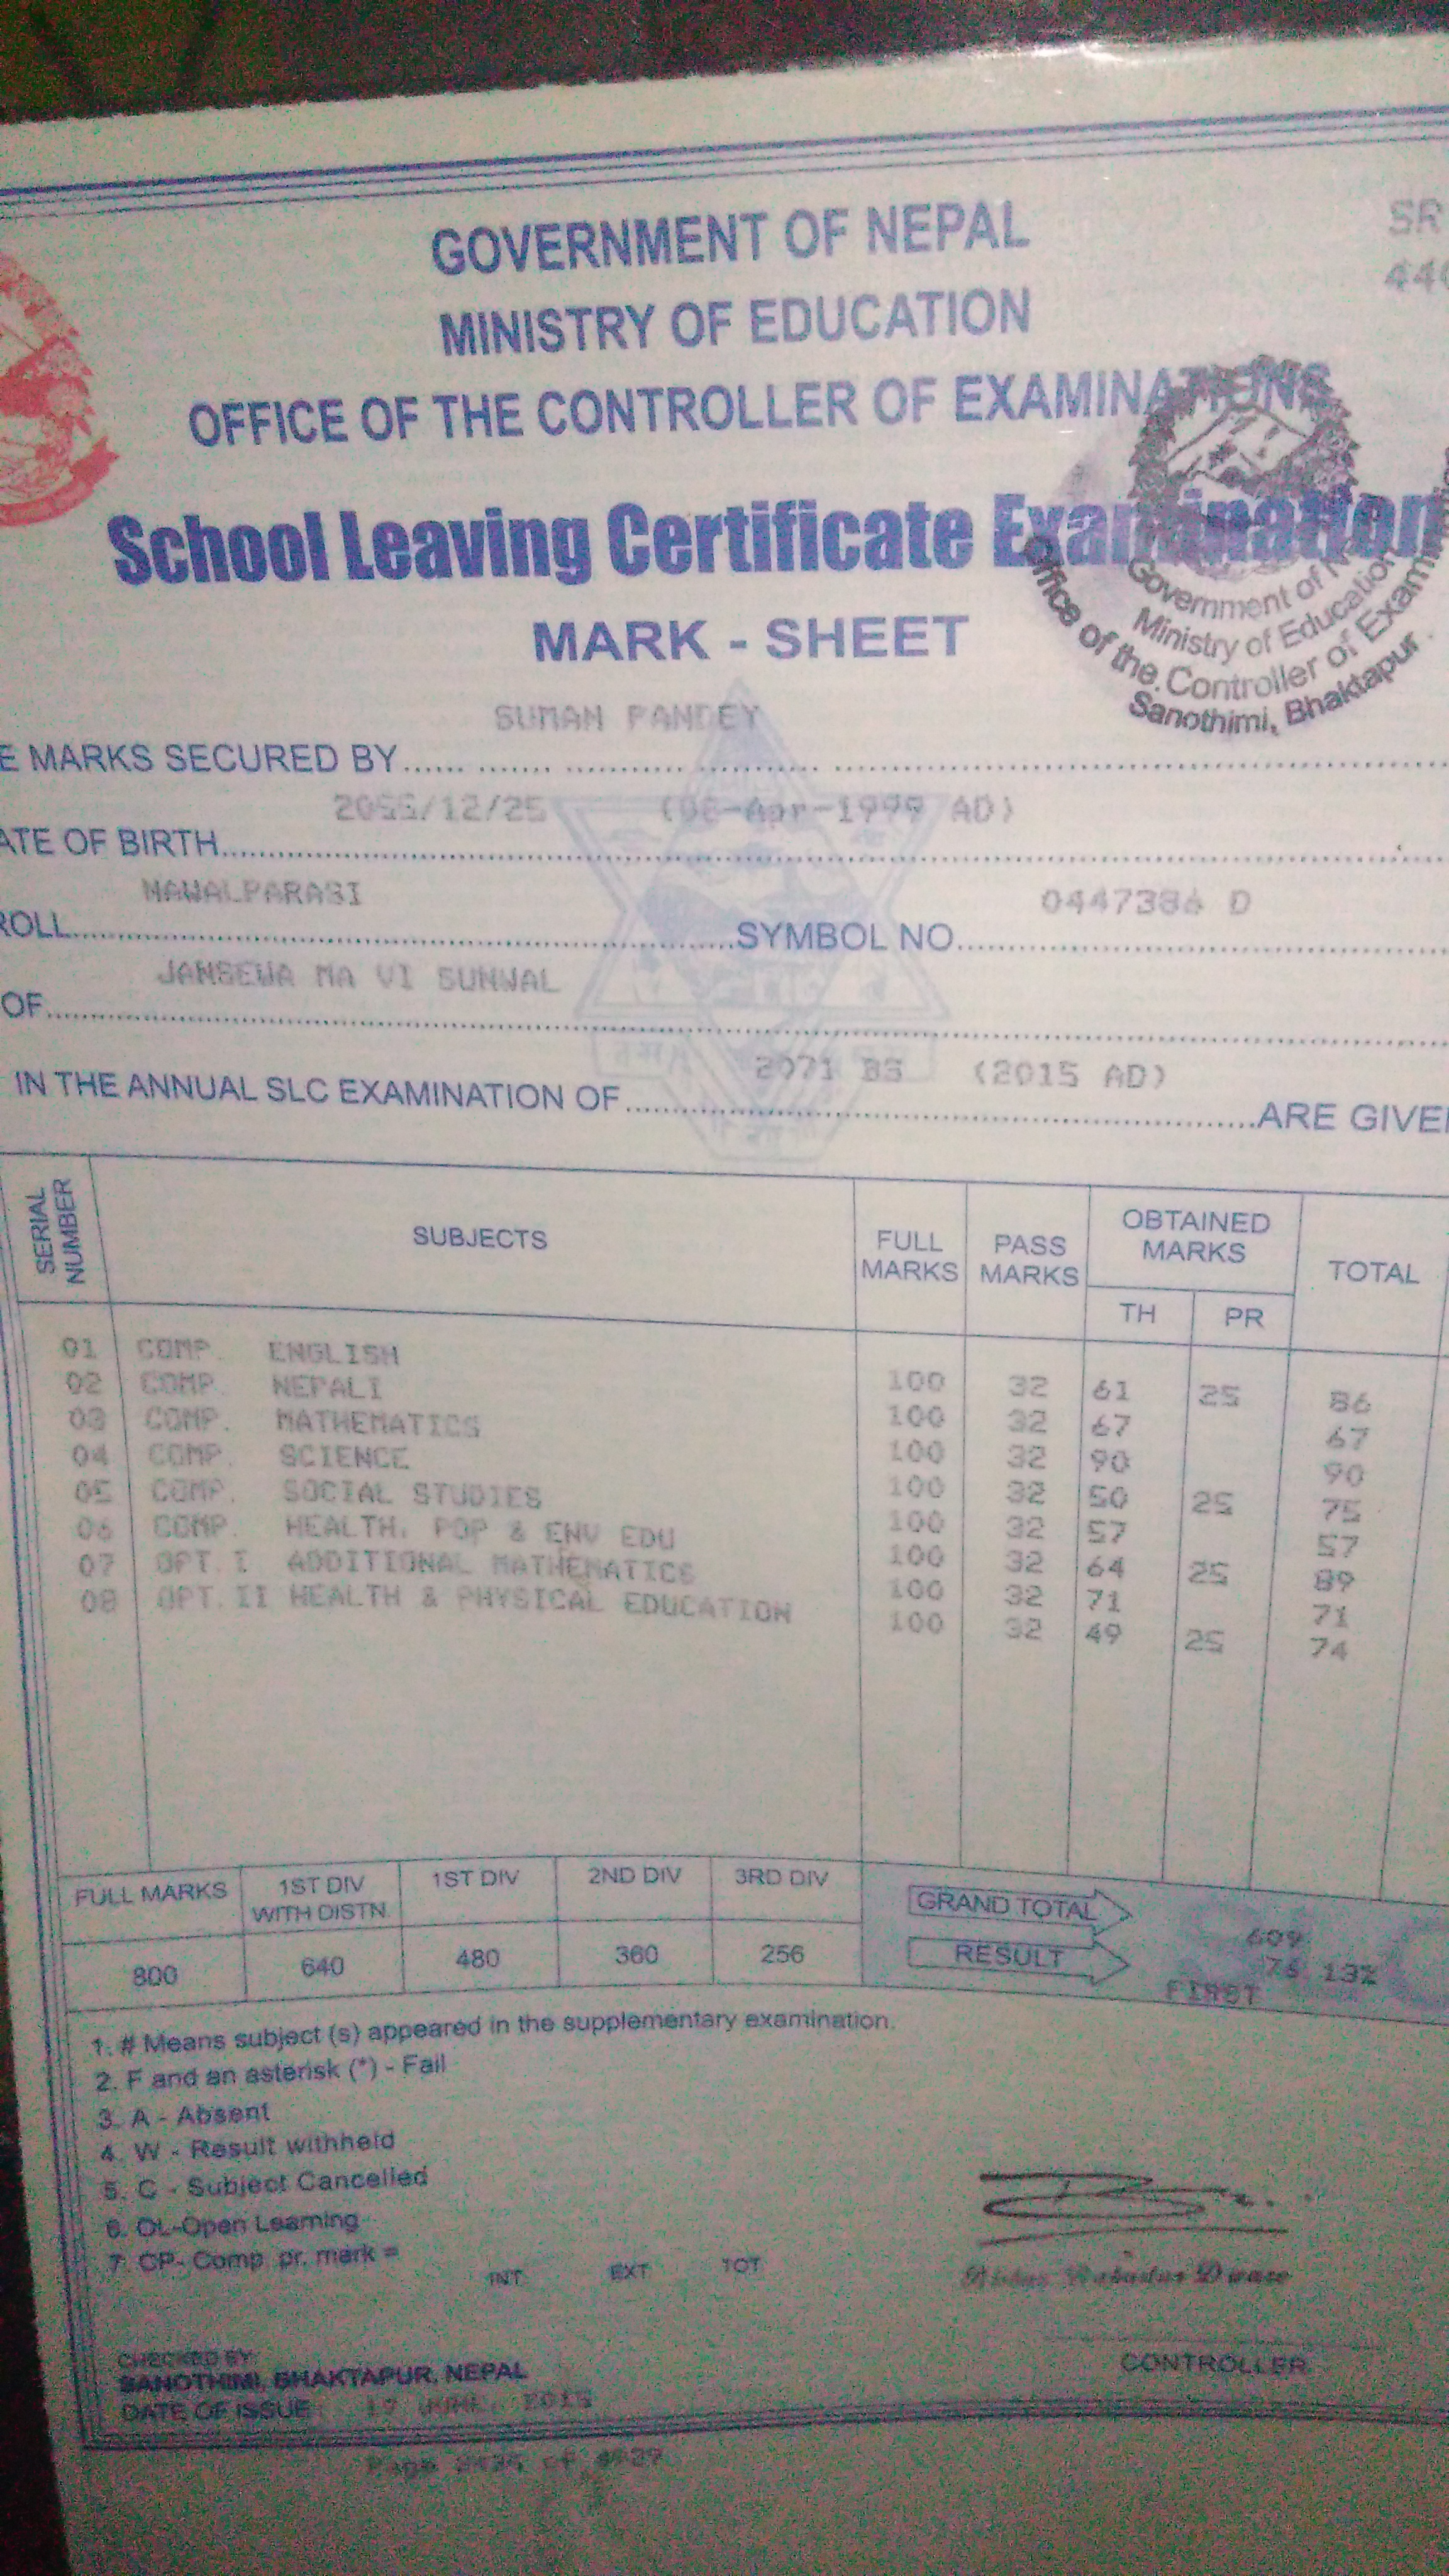 SR
GOVERNMENT OF NEPAL
MINISTRY OF EDUCATION
OFFICE OF THE CONTROLLER OF EXAMINATIONS
School Leaving Certificate Examination
Government of N
Ministry of Education
Office of the Controller of Exam
Sanothimi, Bhaktapur.
MARK - SHEET
SUMAN PANDEY
E MARKS SECURED BY
2055/12/25 (08-Apr-1999 AD)
ATE OF BIRTH
NAWALPARASI 0447386 D
ROLL SYMBOL NO.
JANSEWA MA VI SUNWAL
OF
2071 BS (2015 AD)
IN THE ANNUAL SLC EXAMINATION OF ARE GIVE
SERIAL NUMBER SUBJECTS FULL MARKS PASS MARKS OBTAINED MARKS TOTAL
TH PR
01 COMP. ENGLISH 100 32 61 25 86
02 COMP. NEPALI 100 32 67 67
03 COMP. MATHEMATICS 100 32 90 90
04 COMP. SCIENCE 100 32 50 25 75
05 COMP. SOCIAL STUDIES 100 32 57 57
06 COMP. HEALTH, POP & ENV EDU 100 32 64 25 89
07 OPT. I ADDITIONAL MATHEMATICS 100 32 71 71
08 OPT. II HEALTH & PHYSICAL EDUCATION 100 32 49 25 74
FULL MARKS 1ST DIV WITH DISTN. 1ST DIV 2ND DIV 3RD DIV GRAND TOTAL 609
800 640 480 360 256 RESULT 76.13%
FIRST
1. # Means subject (s) appeared in the supplementary examination.
2. F and an asterisk (*) - Fail
3. A - Absent
4. W - Result withheld
5. C - Subject Cancelled
6. OL-Open Learning
7. CP- Comp. pr. mark =
INT EXT TOT
CHECKED BY:
SANOTHIMI, BHAKTAPUR, NEPAL
CONTROLLER
DATE OF ISSUE : 17 2015
Page of